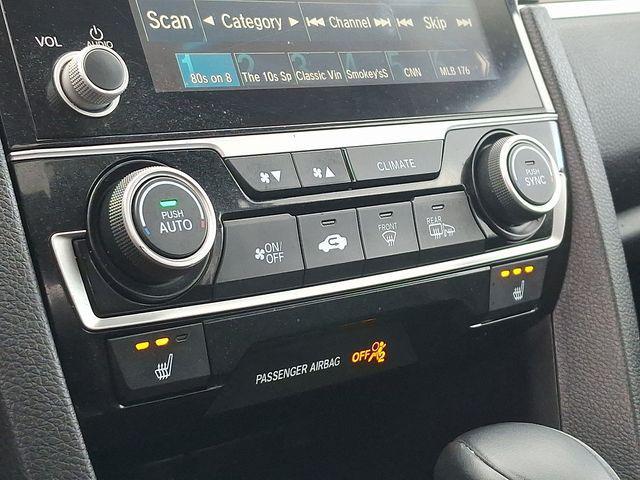 Scan ◀ Category ▶ ⏮ Channel ⏭ ⏮ Skip ⏭
VOL AUDIO
1 2 3 4 5
80s on 8 The 10s Sp Classic Vin Smokey'sS CNN MLB 176
CLIMATE
PUSH
AUTO
PUSH
SYNC
ON/
OFF
FRONT
REAR
PASSENGER AIRBAG OFF 2